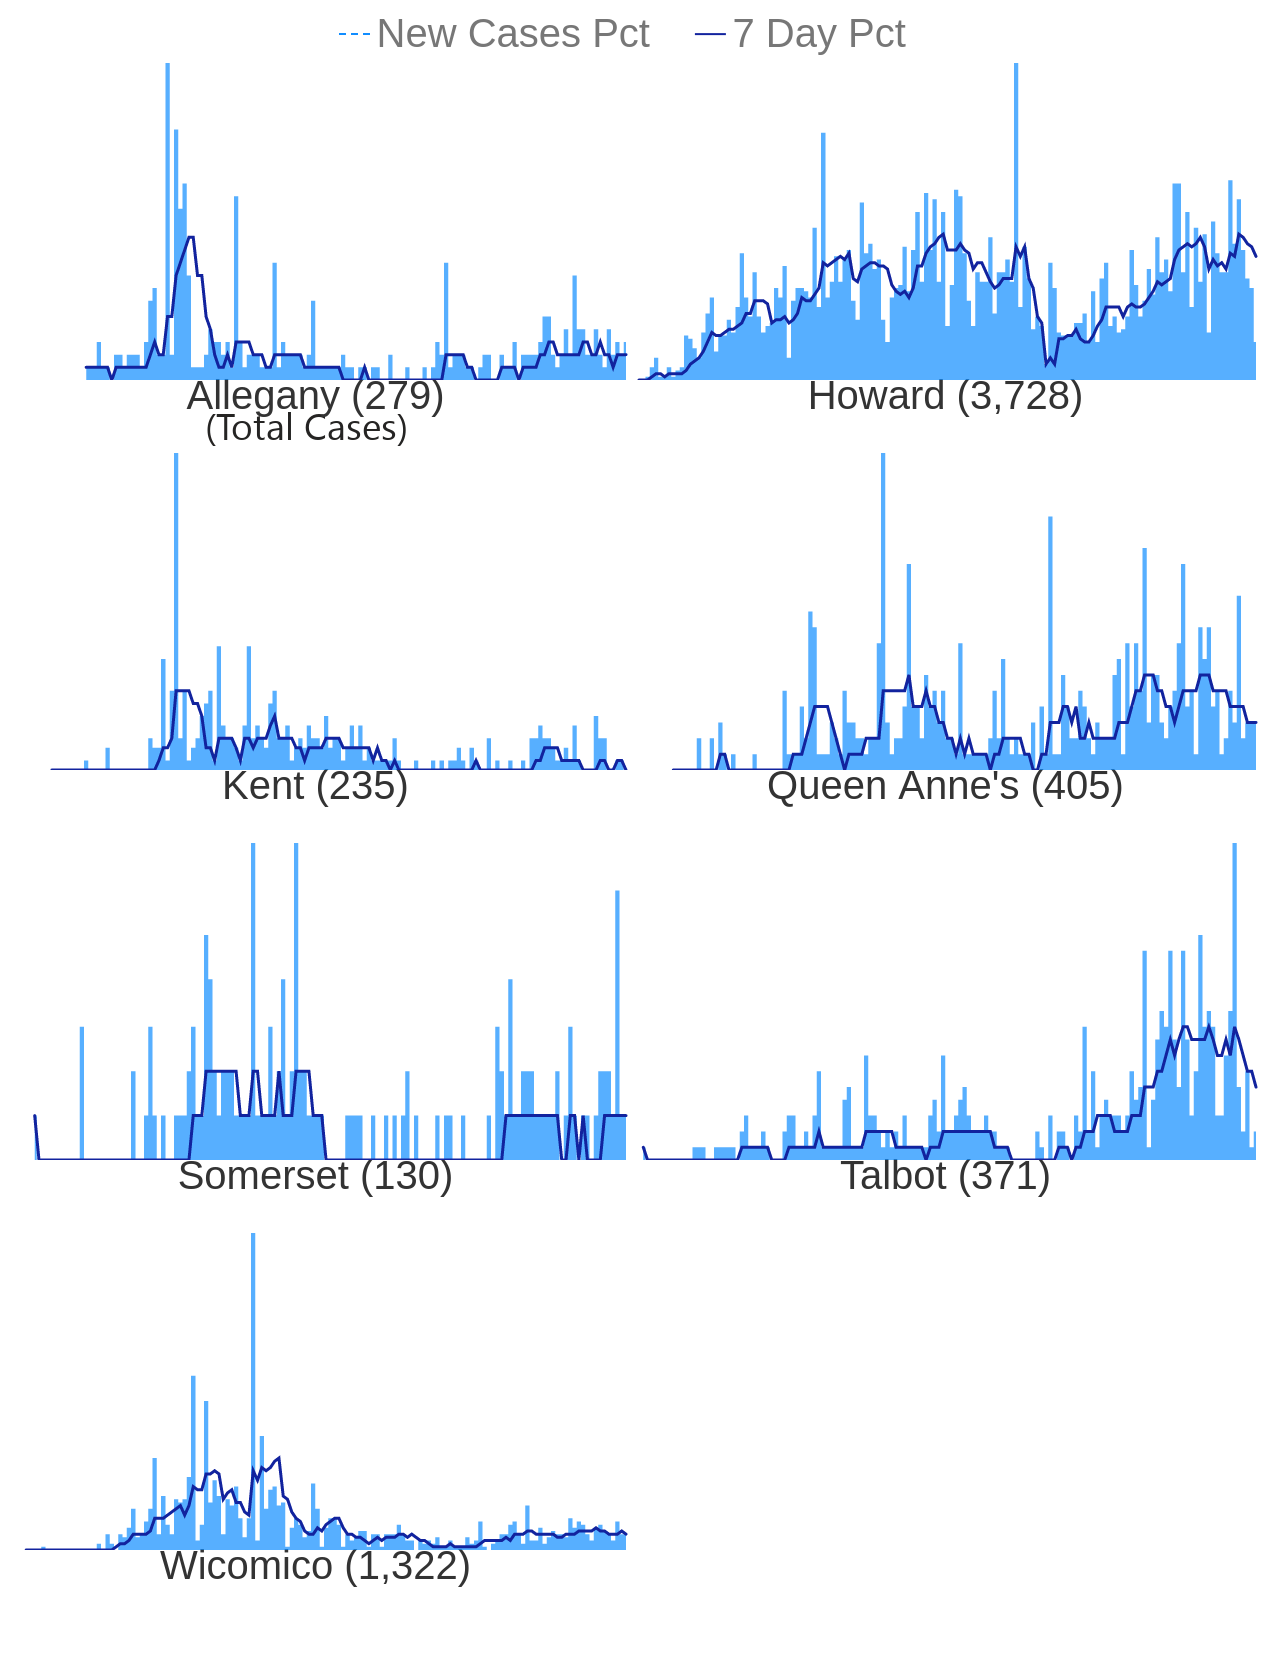 New Cases Pct 7 Day Pct
Allegany (279) Howard (3,728)
(Total Cases)
Kent (235) Queen Anne's (405)
Somerset (130) Talbot (371)
Wicomico (1,322)